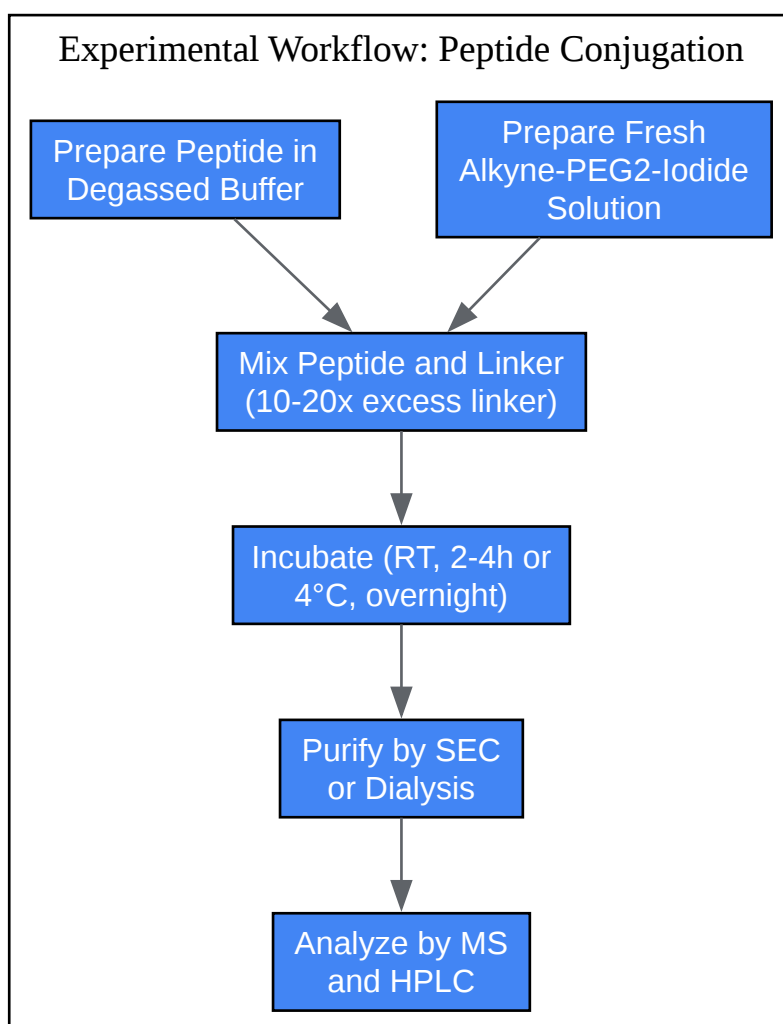 Experimental Workflow: Peptide Conjugation
Prepare Peptide in
Degassed Buffer
Prepare Fresh
Alkyne-PEG2-Iodide
Solution
Mix Peptide and Linker
(10-20x excess linker)
Incubate (RT, 2-4h or
4°C, overnight)
Purify by SEC
or Dialysis
Analyze by MS
and HPLC